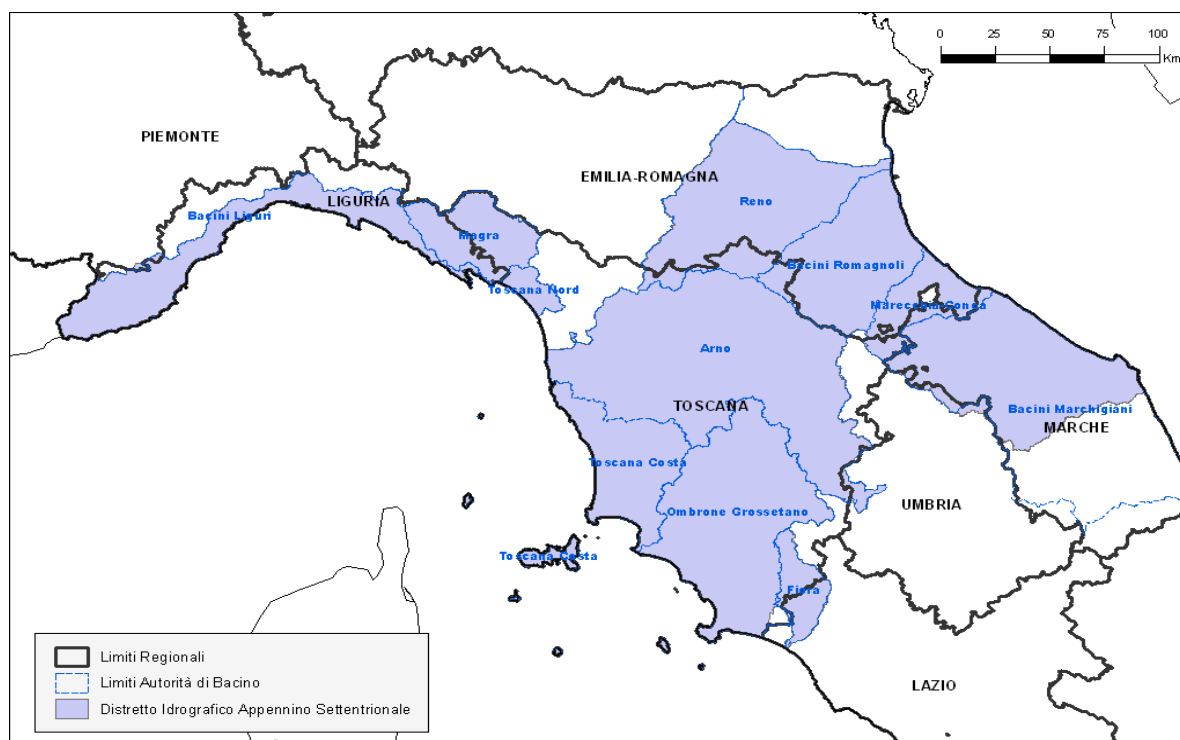 0 25 50 75 100
Km
PIEMONTE
EMILIA-ROMAGNA
LIGURIA
Bacini Liguri
Reno
Magra
Bacini Romagnoli
Toscana Nord
Marecchia Conca
Arno
TOSCANA
Bacini Marchigiani
MARCHE
Toscana Costa
Ombrone Grossetano
UMBRIA
Toscana Costa
Fiora
LAZIO
Limiti Regionali
Limiti Autorità di Bacino
Distretto Idrografico Appennino Settentrionale